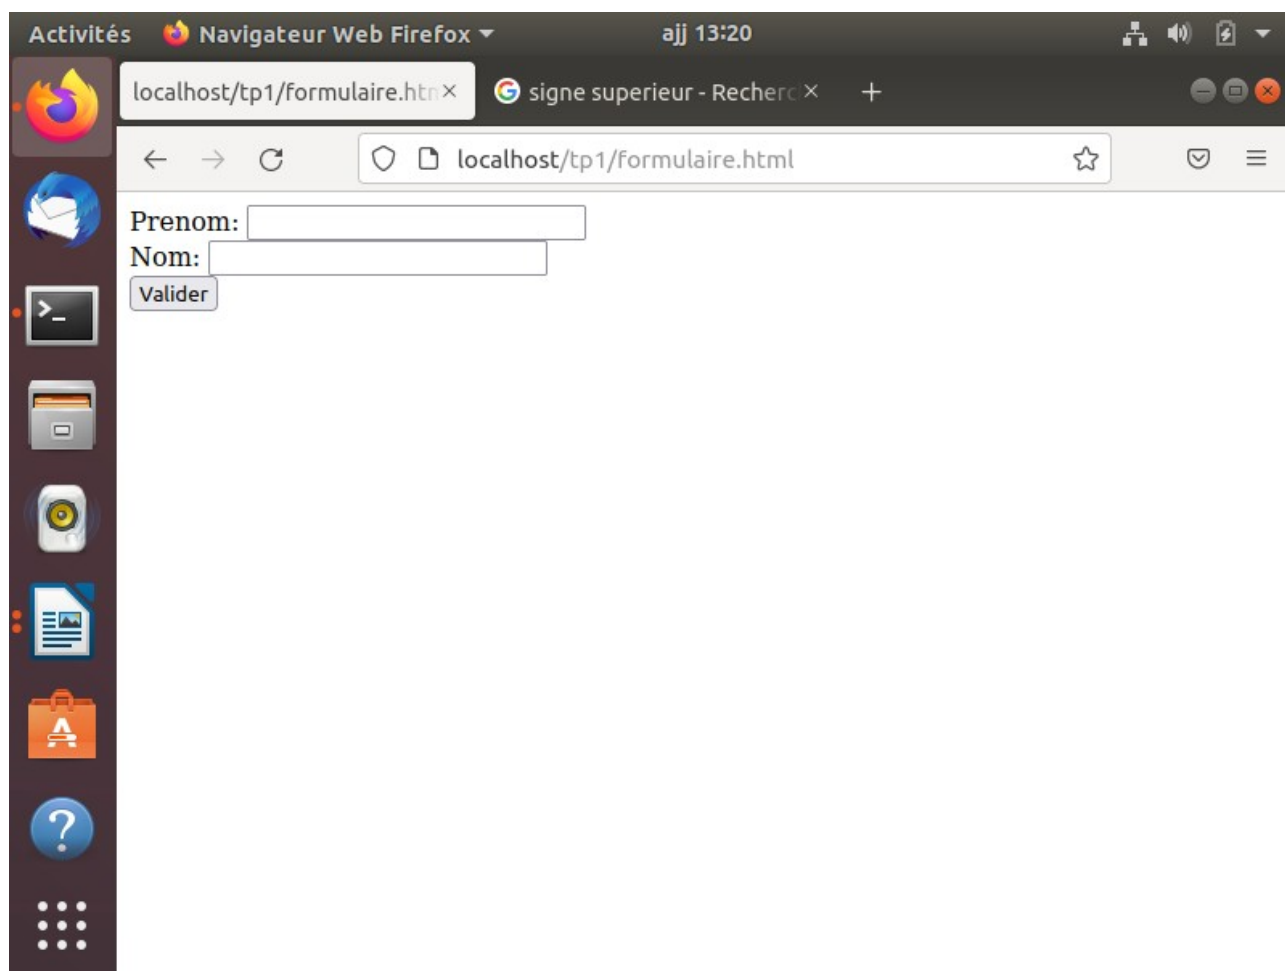 Activités Navigateur Web Firefox ajj 13:20
localhost/tp1/formulaire.htm signe superieur - Recherc
localhost/tp1/formulaire.html
Prenom:
Nom:
Valider